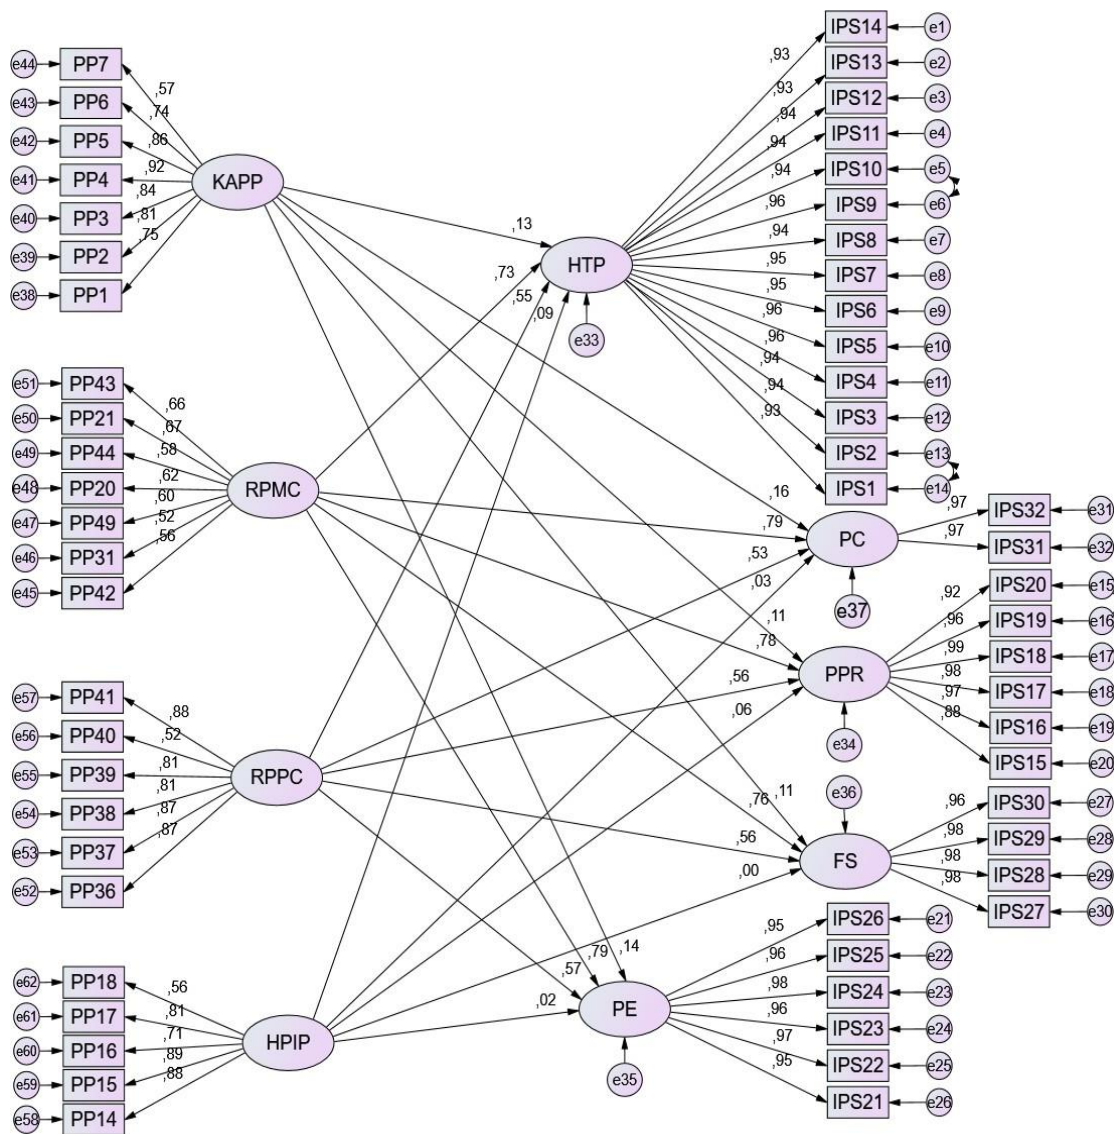 e44 PP7
e43 PP6
e42 PP5
e41 PP4
e40 PP3
e39 PP2
e38 PP1
,57
,74
,86
,92
,84
,81
,75
KAPP
e51 PP43
e50 PP21
e49 PP44
e48 PP20
e47 PP49
e46 PP31
e45 PP42
,66
,67
,58
,62
,60
,52
,56
RPMC
e57 PP41
e56 PP40
e55 PP39
e54 PP38
e53 PP37
e52 PP36
,88
,52
,81
,81
,87
,87
RPPC
e62 PP18
e61 PP17
e60 PP16
e59 PP15
e58 PP14
,56
,81
,71
,89
,88
HPIP
,13
,73
,55
,09
HTP
e33
,93
,93
,94
,94
,94
,96
,94
,95
,95
,96
,96
,94
,94
,93
IPS14 e1
IPS13 e2
IPS12 e3
IPS11 e4
IPS10 e5
IPS9 e6
IPS8 e7
IPS7 e8
IPS6 e9
IPS5 e10
IPS4 e11
IPS3 e12
IPS2 e13
IPS1 e14
,16
,79
,53
,03
PC
e37
,97
,97
IPS32 e31
IPS31 e32
,11
,78
,56
,06
PPR
e34
,92
,96
,99
,98
,97
,88
IPS20 e15
IPS19 e16
IPS18 e17
IPS17 e18
IPS16 e19
IPS15 e20
,11
,76
,56
,00
FS
e36
,96
,98
,98
,98
IPS30 e27
IPS29 e28
IPS28 e29
IPS27 e30
,14
,79
,57
,02
PE
e35
,95
,96
,98
,96
,97
,95
IPS26 e21
IPS25 e22
IPS24 e23
IPS23 e24
IPS22 e25
IPS21 e26